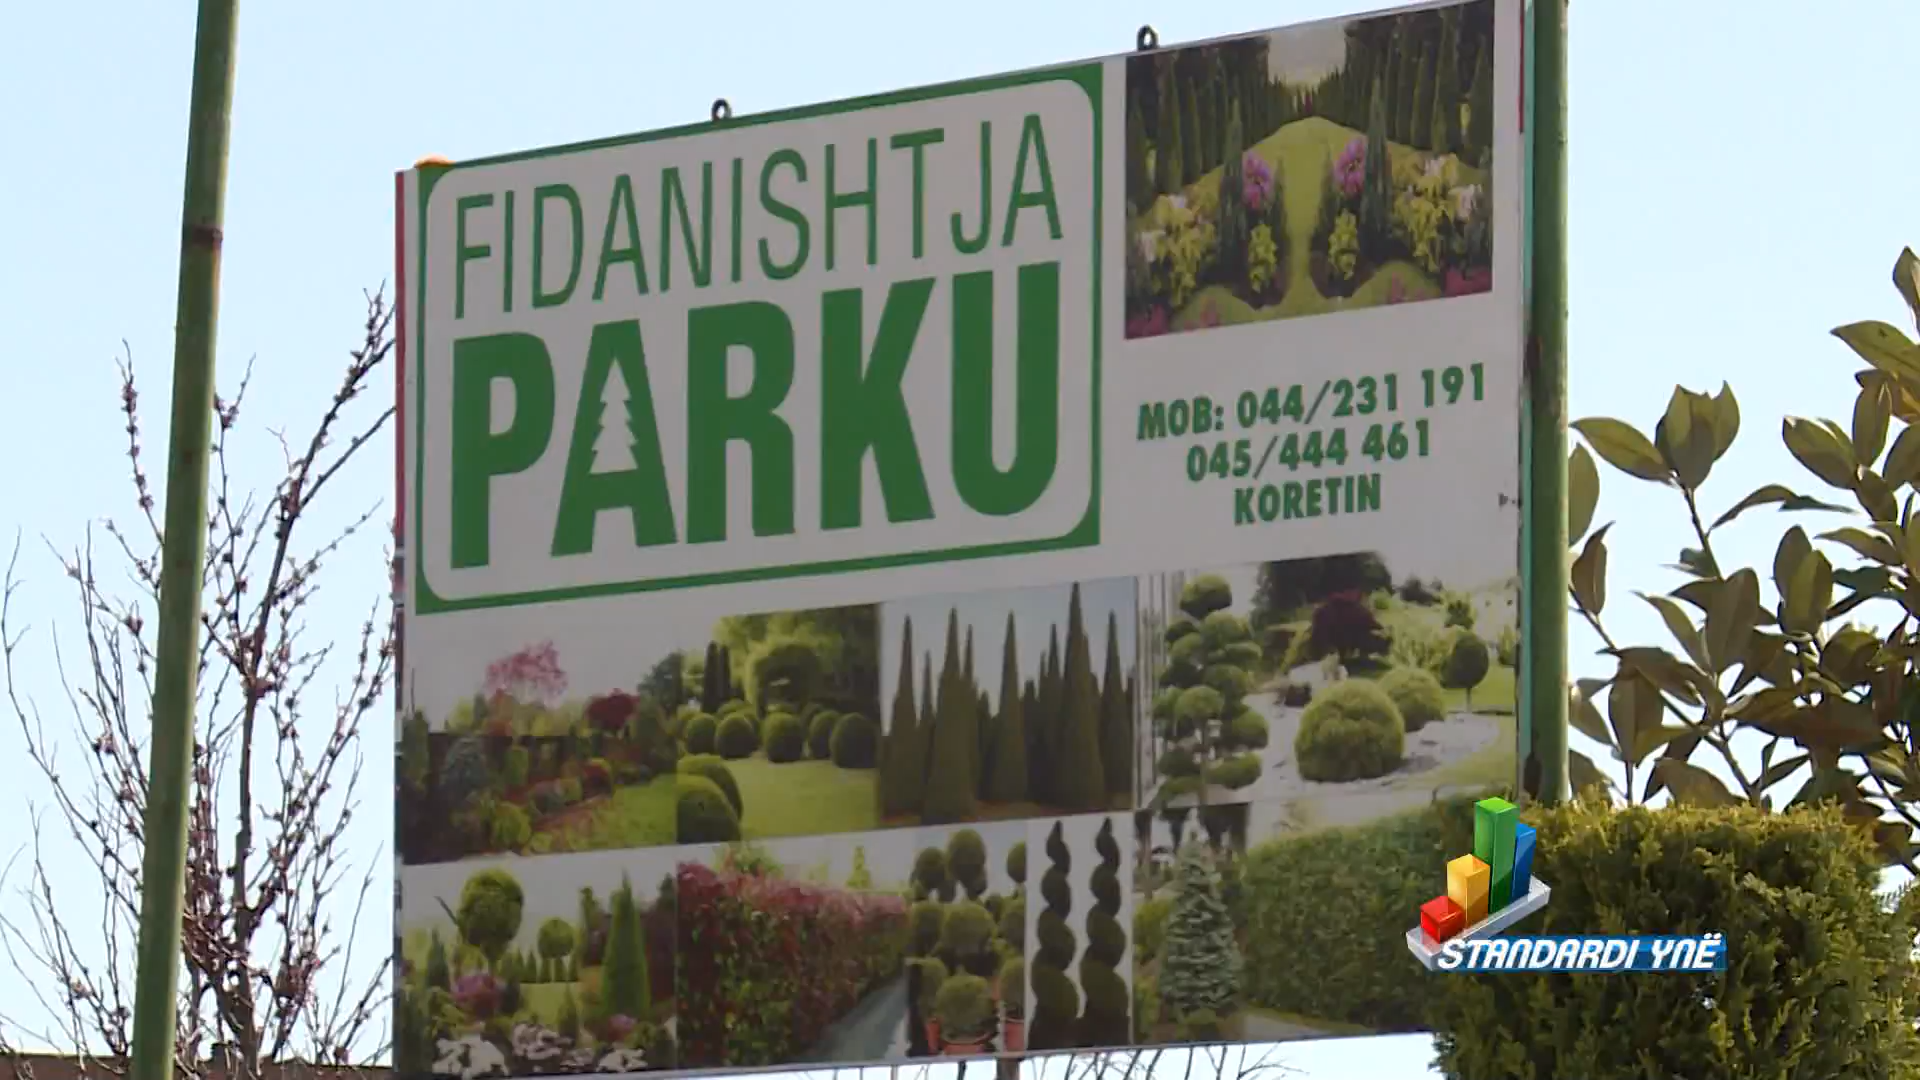 FIDANISHTJA
PARKU
MOB: 044/231 191
045/444 461
KORETIN
STANDARDI YNË